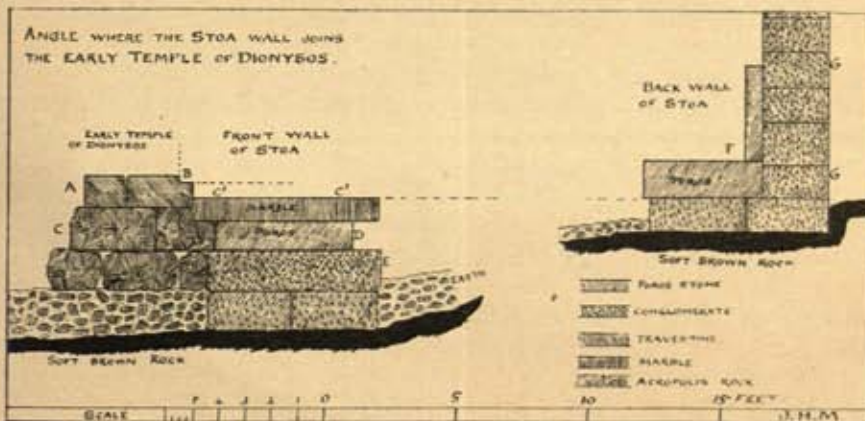 ANGLE WHERE THE STOA WALL JOINS
THE EARLY TEMPLE OF DIONYSOS.
EARLY TEMPLE
OF DIONYSOS
FRONT WALL
OF STOA
BACK WALL
OF STOA
A
B
C
C'
C'
MARBLE
POROS
D
E
EARTH
F
G
G
POROS
SOFT BROWN ROCK
SOFT BROWN ROCK
POROS STONE
CONGLOMERATE
TRAVERTINE
MARBLE
ACROPOLIS ROCK
SCALE
1 0
5
10
15 FEET
J.H.M